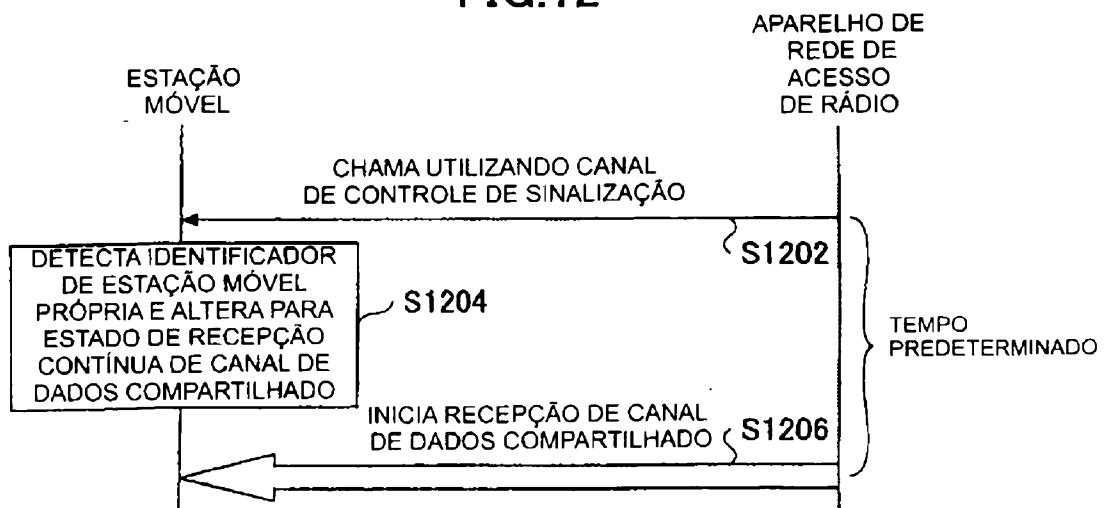 FIG.12
APARELHO DE
REDE DE
ACESSO
DE RÁDIO
ESTAÇÃO
MÓVEL
CHAMA UTILIZANDO CANAL
DE CONTROLE DE SINALIZAÇÃO
S1202
DETECTA IDENTIFICADOR
DE ESTAÇÃO MÓVEL
PRÓPRIA E ALTERA PARA
ESTADO DE RECEPÇÃO
CONTÍNUA DE CANAL DE
DADOS COMPARTILHADO
S1204
TEMPO
PREDETERMINADO
INICIA RECEPÇÃO DE CANAL
DE DADOS COMPARTILHADO
S1206